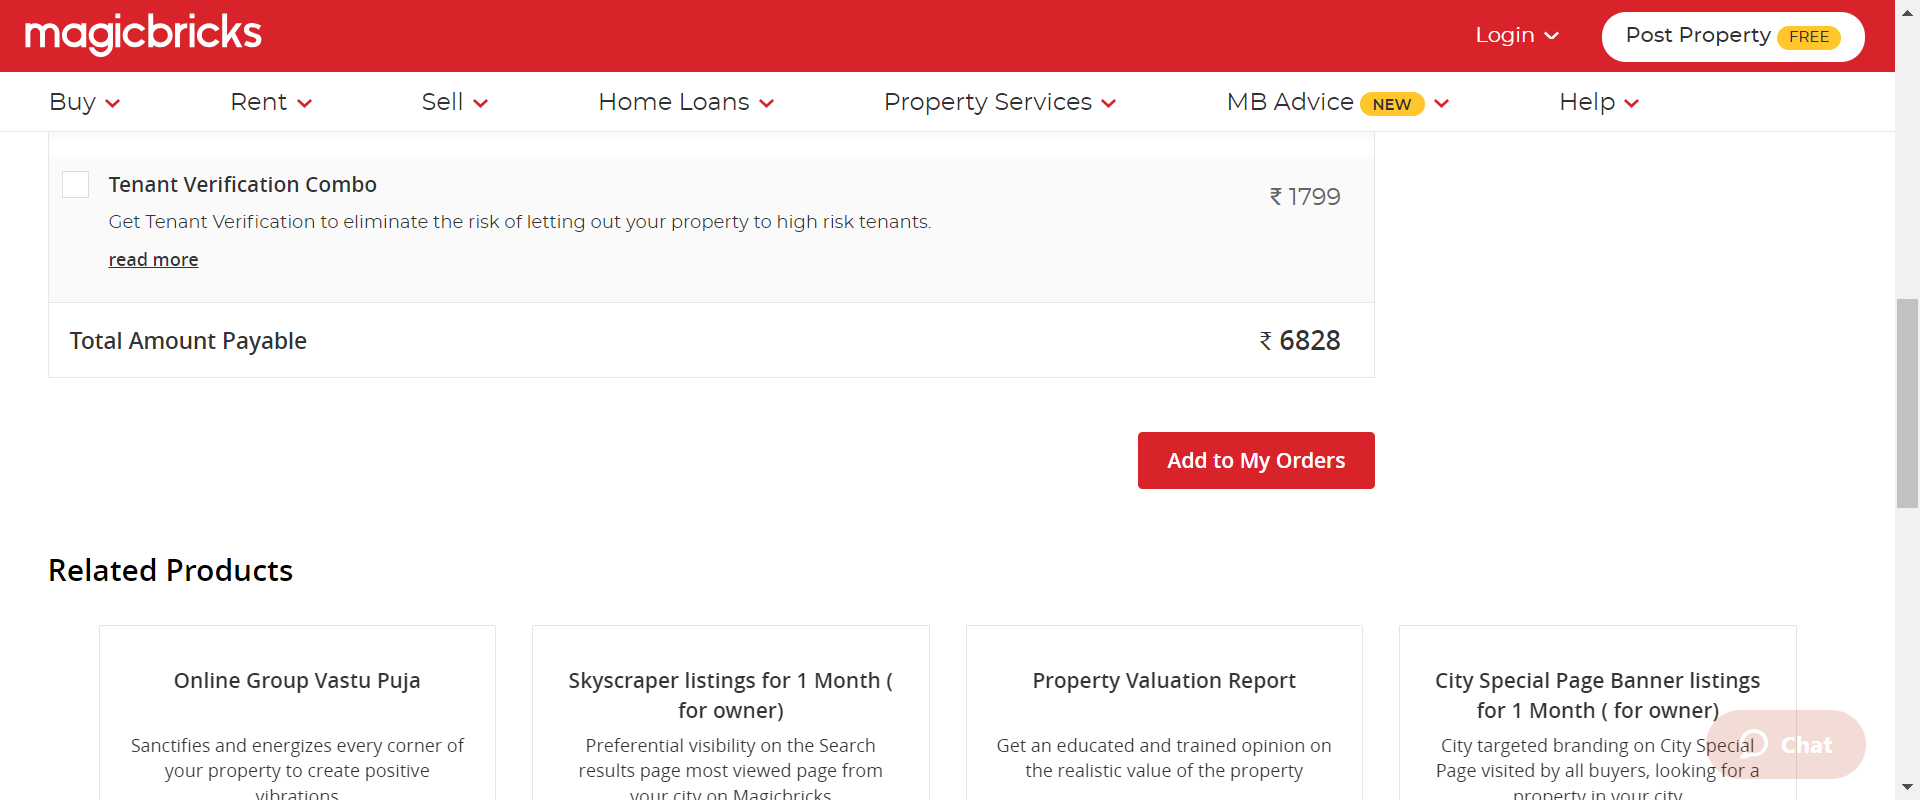 magicbricks
Login
Post Property FREE
Buy
Rent
Sell
Home Loans
Property Services
MB Advice NEW
Help
Tenant Verification Combo
₹ 1799
Get Tenant Verification to eliminate the risk of letting out your property to high risk tenants.
read more
Total Amount Payable
₹ 6828
Add to My Orders
Related Products
Online Group Vastu Puja
Sanctifies and energizes every corner of
your property to create positive
vibrations
Skyscraper listings for 1 Month (
for owner)
Preferential visibility on the Search
results page most viewed page from
your city on Magicbricks
Property Valuation Report
Get an educated and trained opinion on
the realistic value of the property
City Special Page Banner listings
for 1 Month ( for owner)
City targeted branding on City Special
Page visited by all buyers, looking for a
property in your city
Chat